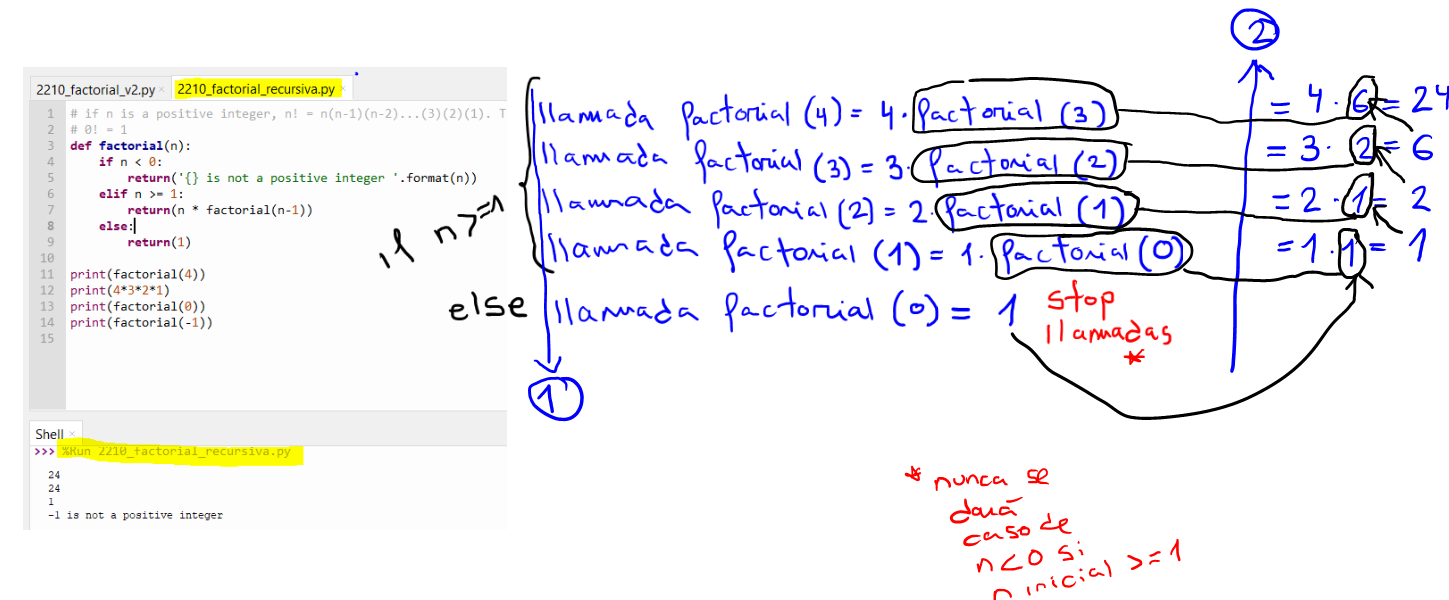 2210_factorial_v2.py × 2210_factorial_recursiva.py ×
1 # if n is a positive integer, n! = n(n-1)(n-2)...(3)(2)(1). T
2 # 0! = 1
3 def factorial(n):
4 if n < 0:
5 return('{} is not a positive integer '.format(n))
6 elif n >= 1:
7 return(n * factorial(n-1))
8 else:
9 return(1)
10
11 print(factorial(4))
12 print(4*3*2*1)
13 print(factorial(0))
14 print(factorial(-1))
15
Shell ×
>>> %Run 2210_factorial_recursiva.py
24
24
1
-1 is not a positive integer
2
llamada factorial (4) = 4. factorial (3) = 4 . 6 = 24
llamada factorial (3) = 3. factorial (2) = 3. 2 = 6
llamada factorial (2) = 2. factorial (1) = 2 . 1 = 2
llamada factorial (1) = 1. factorial (0) = 1 . 1 = 1
if n >=1
else llamada factorial (0) = 1
stop
llamadas
*
1
* nunca se
dará
caso de
n<0 si
n inicial >=1